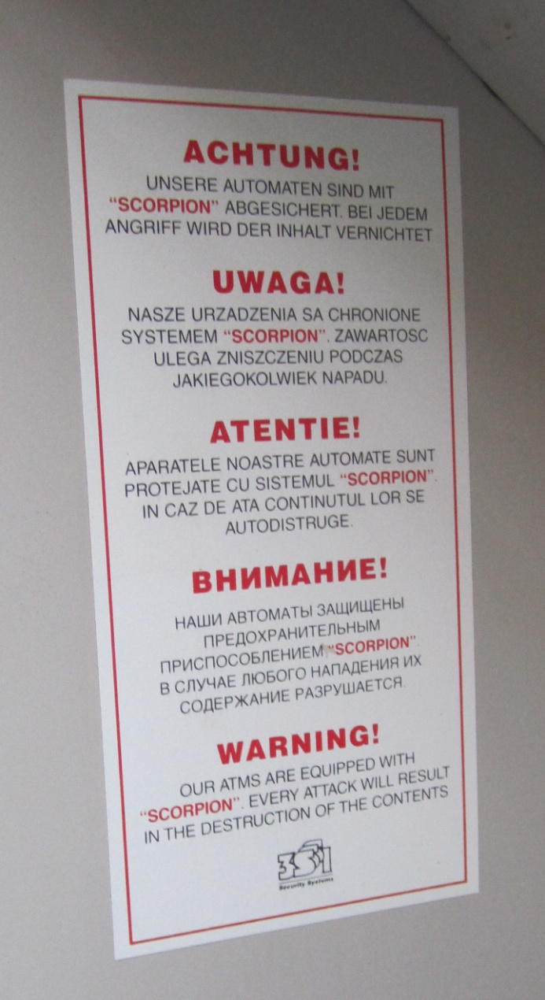 ACHTUNG!
UNSERE AUTOMATEN SIND MIT
“SCORPION” ABGESICHERT. BEI JEDEM
ANGRIFF WIRD DER INHALT VERNICHTET
UWAGA!
NASZE URZADZENIA SA CHRONIONE
SYSTEMEM “SCORPION”. ZAWARTOSC
ULEGA ZNISZCZENIU PODCZAS
JAKIEGOKOLWIEK NAPADU.
ATENTIE!
APARATELE NOASTRE AUTOMATE SUNT
PROTEJATE CU SISTEMUL “SCORPION”.
IN CAZ DE ATA CONTINUTUL LOR SE
AUTODISTRUGE.
ВНИМАНИЕ!
НАШИ АВТОМАТЫ ЗАЩИЩЕНЫ
ПРЕДОХРАНИТЕЛЬНЫМ
ПРИСПОСОБЛЕНИЕМ “SCORPION”.
В СЛУЧАЕ ЛЮБОГО НАПАДЕНИЯ ИХ
СОДЕРЖАНИЕ РАЗРУШАЕТСЯ.
WARNING!
OUR ATMS ARE EQUIPPED WITH
“SCORPION”. EVERY ATTACK WILL RESULT
IN THE DESTRUCTION OF THE CONTENTS
Security Systems